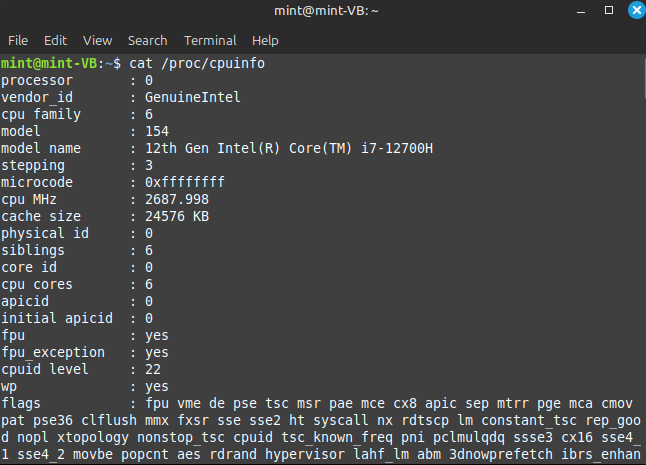 mint@mint-VB: ~
File Edit View Search Terminal Help
mint@mint-VB:~$ cat /proc/cpuinfo
processor : 0
vendor_id : GenuineIntel
cpu family : 6
model : 154
model name : 12th Gen Intel(R) Core(TM) i7-12700H
stepping : 3
microcode : 0xffffffff
cpu MHz : 2687.998
cache size : 24576 KB
physical id : 0
siblings : 6
core id : 0
cpu cores : 6
apicid : 0
initial apicid : 0
fpu : yes
fpu_exception : yes
cpuid level : 22
wp : yes
flags : fpu vme de pse tsc msr pae mce cx8 apic sep mtrr pge mca cmov
pat pse36 clflush mmx fxsr sse sse2 ht syscall nx rdtscp lm constant_tsc rep_goo
d nopl xtopology nonstop_tsc cpuid tsc_known_freq pni pclmulqdq ssse3 cx16 sse4_
1 sse4_2 movbe popcnt aes rdrand hypervisor lahf_lm abm 3dnowprefetch ibrs_enhan